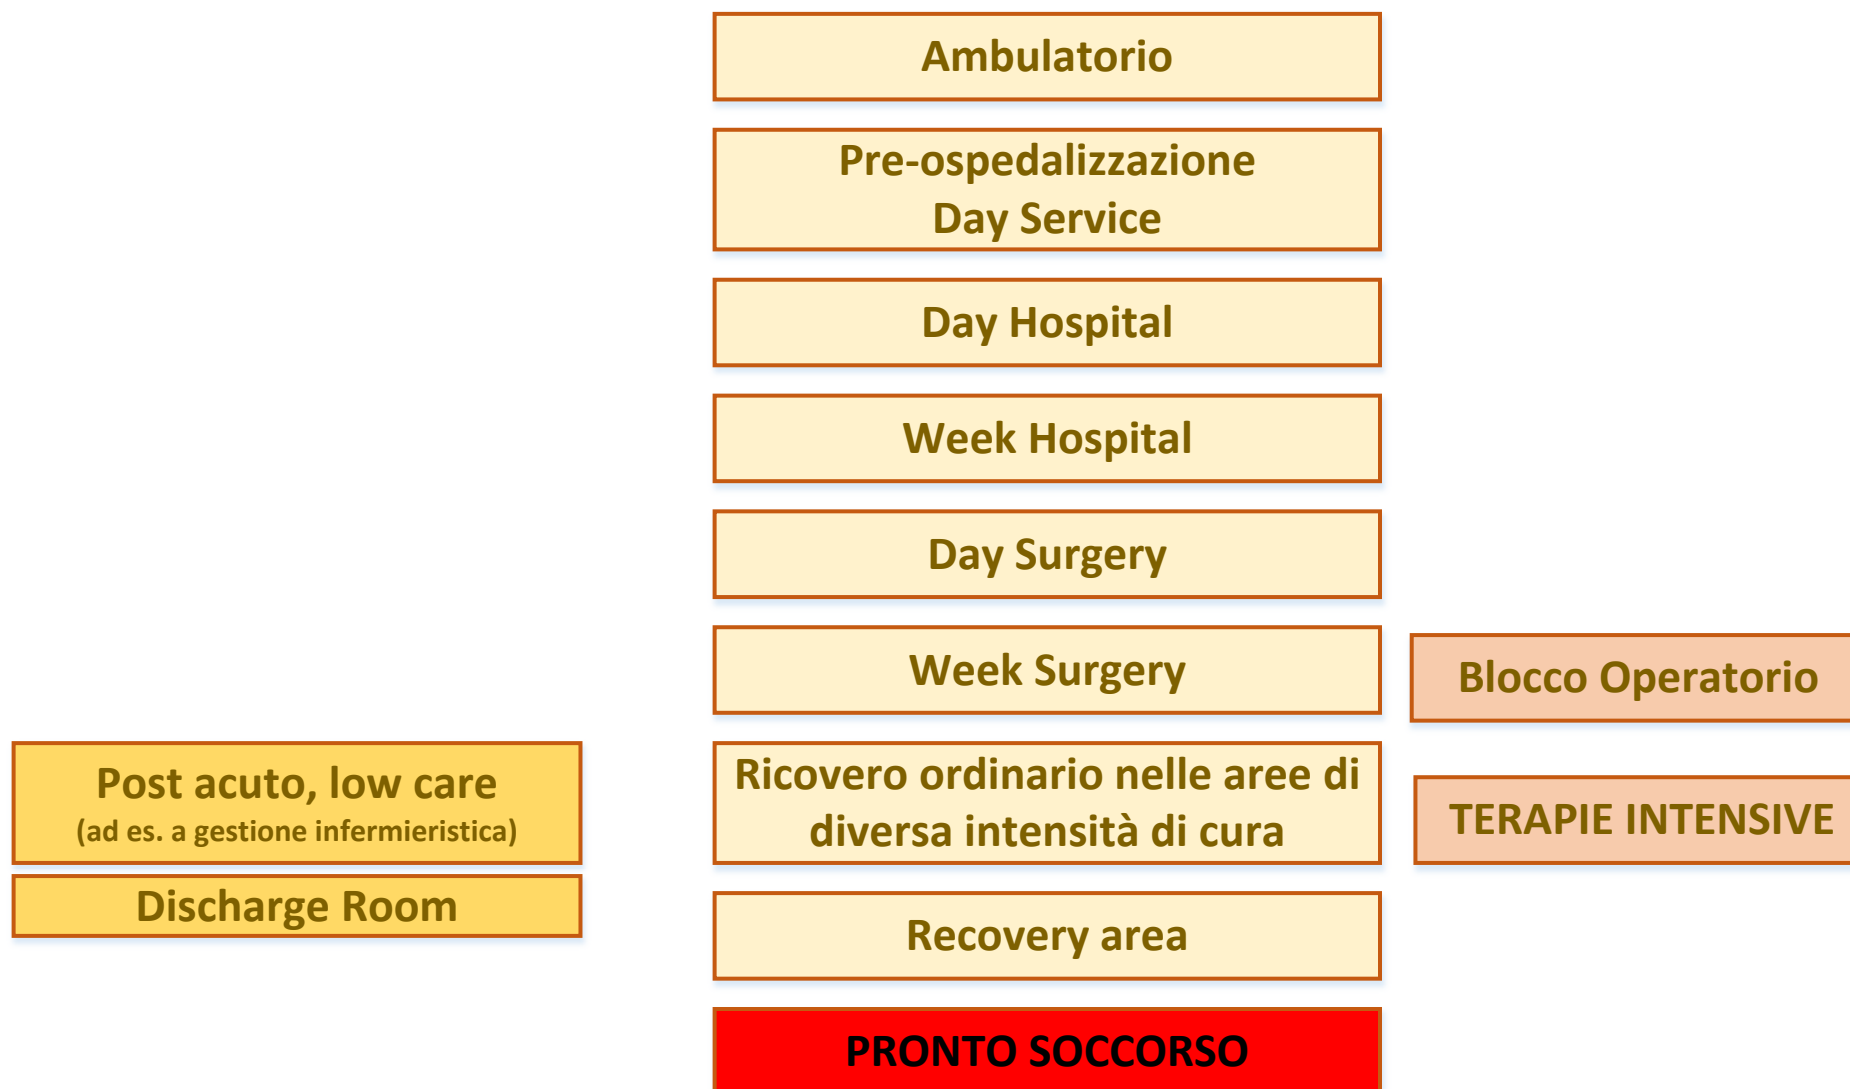 Ambulatorio
Pre-ospedalizzazione
Day Service
Day Hospital
Week Hospital
Day Surgery
Week Surgery
Blocco Operatorio
Post acuto, low care
(ad es. a gestione infermieristica)
Ricovero ordinario nelle aree di
diversa intensità di cura
TERAPIE INTENSIVE
Discharge Room
Recovery area
PRONTO SOCCORSO